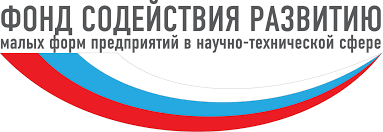 ФОНД СОДЕЙСТВИЯ РАЗВИТИЮ
малых форм предприятий в научно-технической сфере